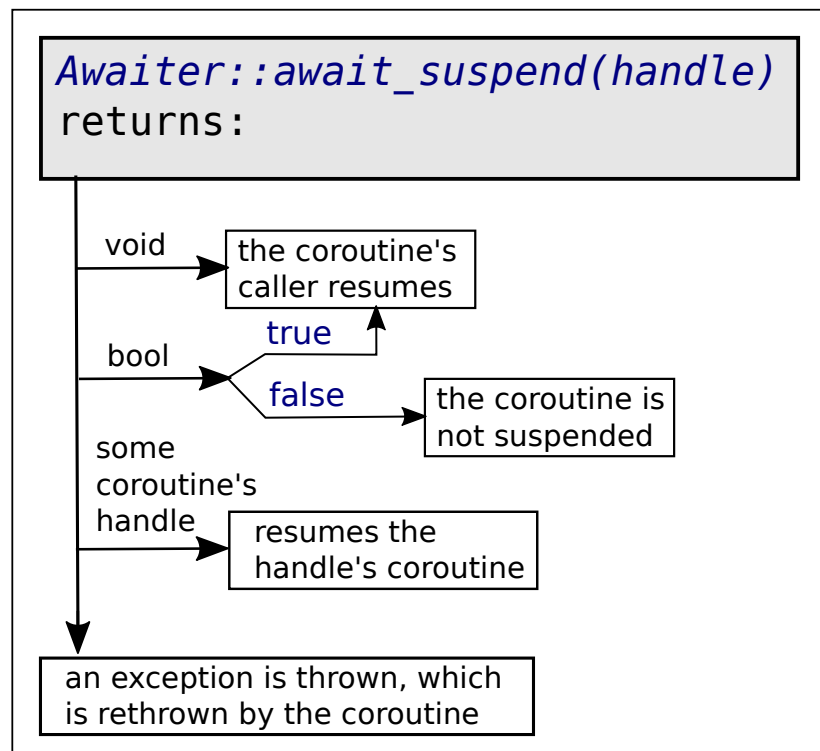 Awaiter::await_suspend(handle)
returns:
void
the coroutine's
caller resumes
true
bool
false
the coroutine is
not suspended
some
coroutine's
handle
resumes the
handle's coroutine
an exception is thrown, which
is rethrown by the coroutine